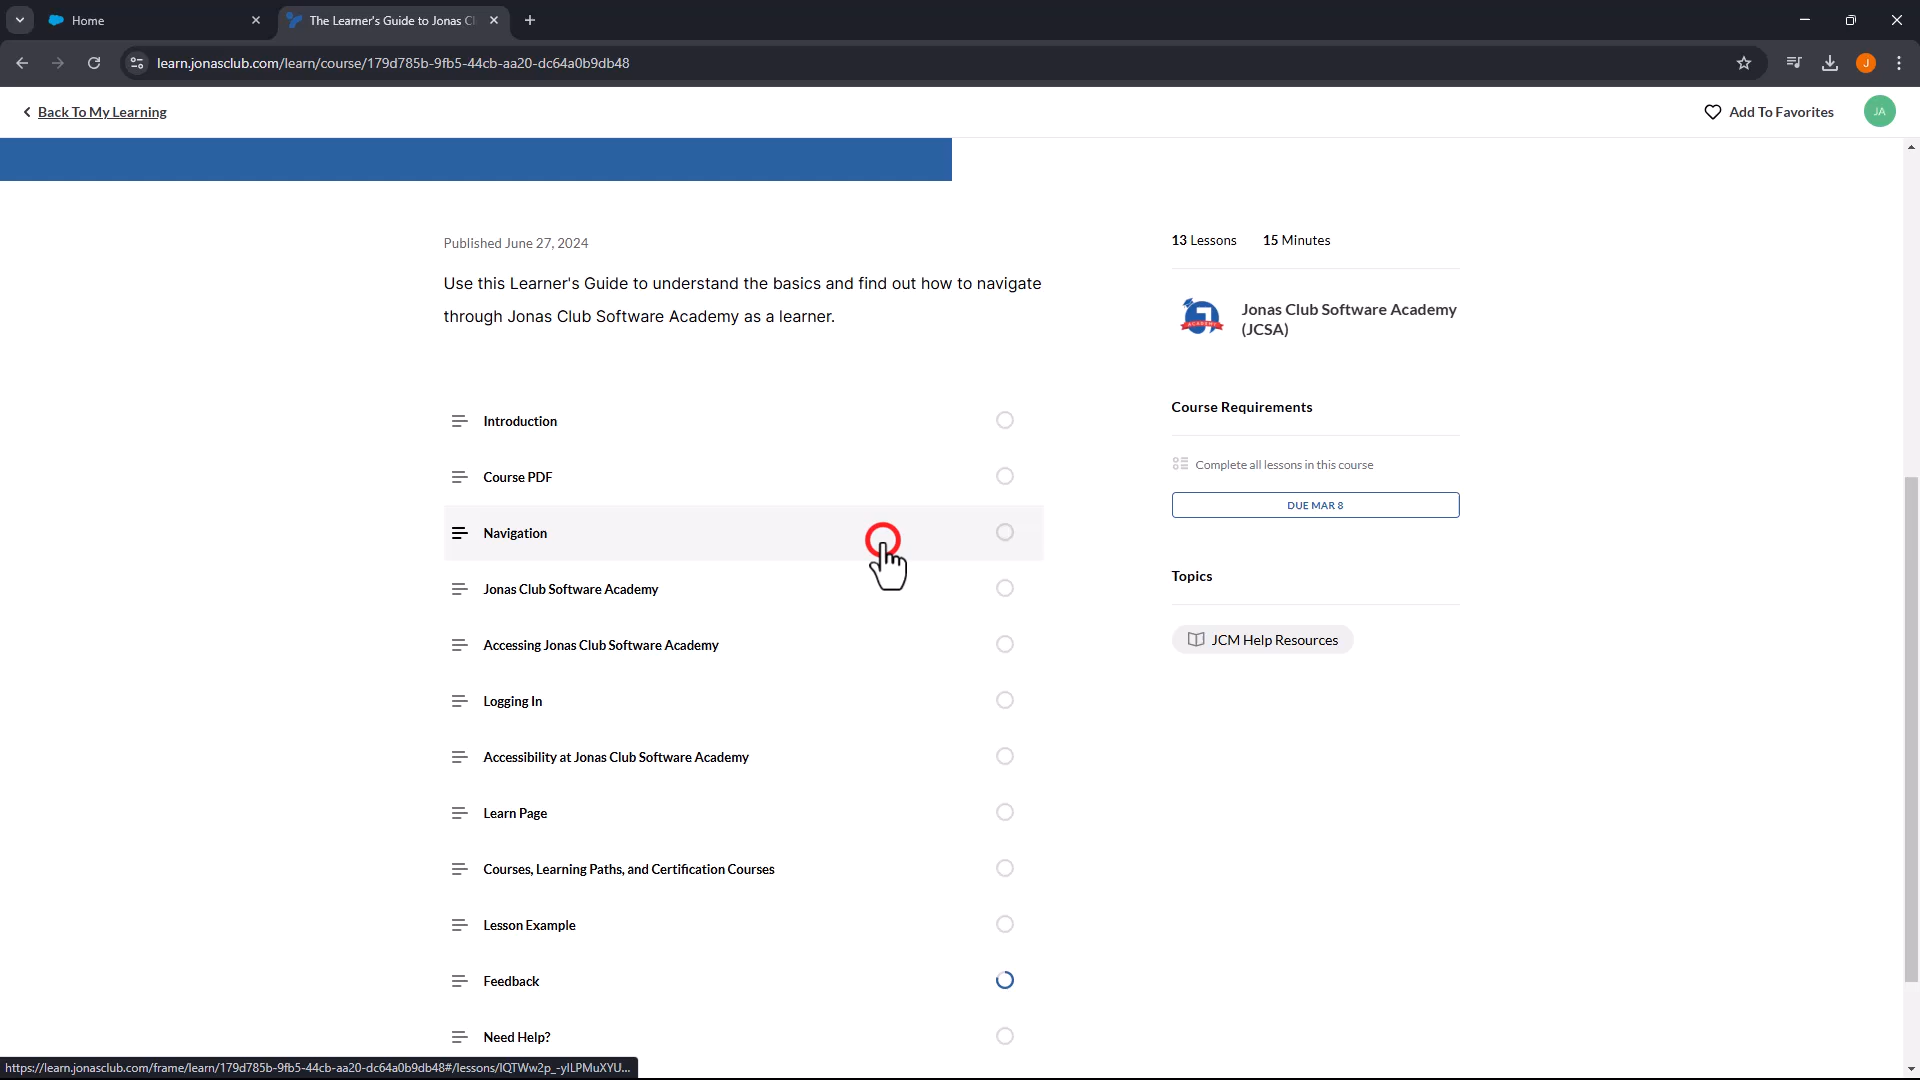 Home
The Learner's Guide to Jonas Cl
learn.jonasclub.com/learn/course/179d785b-9fb5-44cb-aa20-dc64a0b9db48
J
Back To My Learning
Add To Favorites
JA
Published June 27, 2024
13 Lessons 15 Minutes
Use this Learner's Guide to understand the basics and find out how to navigate
through Jonas Club Software Academy as a learner.
ACADEMY
Jonas Club Software Academy
(JCSA)
Course Requirements
Complete all lessons in this course
DUE MAR 8
Topics
JCM Help Resources
Introduction
Course PDF
Navigation
Jonas Club Software Academy
Accessing Jonas Club Software Academy
Logging In
Accessibility at Jonas Club Software Academy
Learn Page
Courses, Learning Paths, and Certification Courses
Lesson Example
Feedback
Need Help?
https://learn.jonasclub.com/frame/learn/179d785b-9fb5-44cb-aa20-dc64a0b9db48#/lessons/IQTWw2p_-yILPMuXYU...